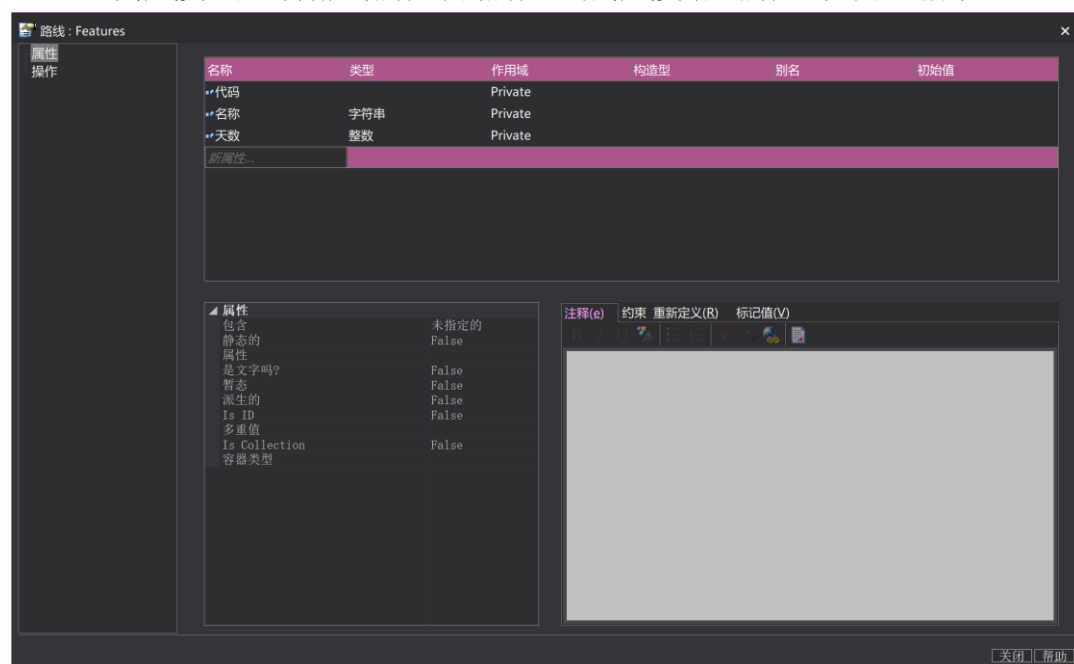 路线 : Features
属性
操作
名称 类型 作用域 构造型 别名 初始值
代码 Private
名称 字符串 Private
天数 整数 Private
新属性...
属性
包含 未指定的
静态的 False
属性
是文字吗? False
暂态 False
派生的 False
Is ID False
多重值
Is Collection False
容器类型
注释(e) 约束 重新定义(R) 标记值(V)
B I U
关闭 帮助